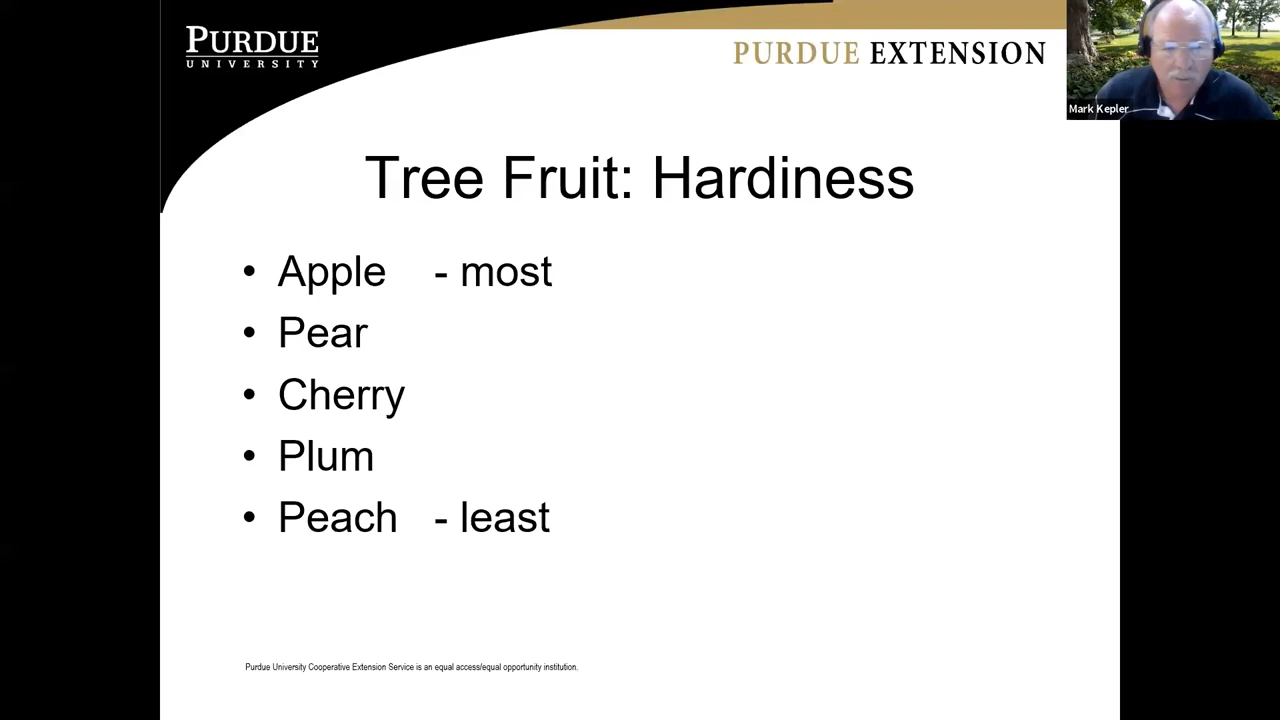 PURDUE
UNIVERSITY
PURDUE EXTENSION
Mark Kepler
Tree Fruit: Hardiness
• Apple - most
• Pear
• Cherry
• Plum
• Peach - least
Purdue University Cooperative Extension Service is an equal access/equal opportunity institution.